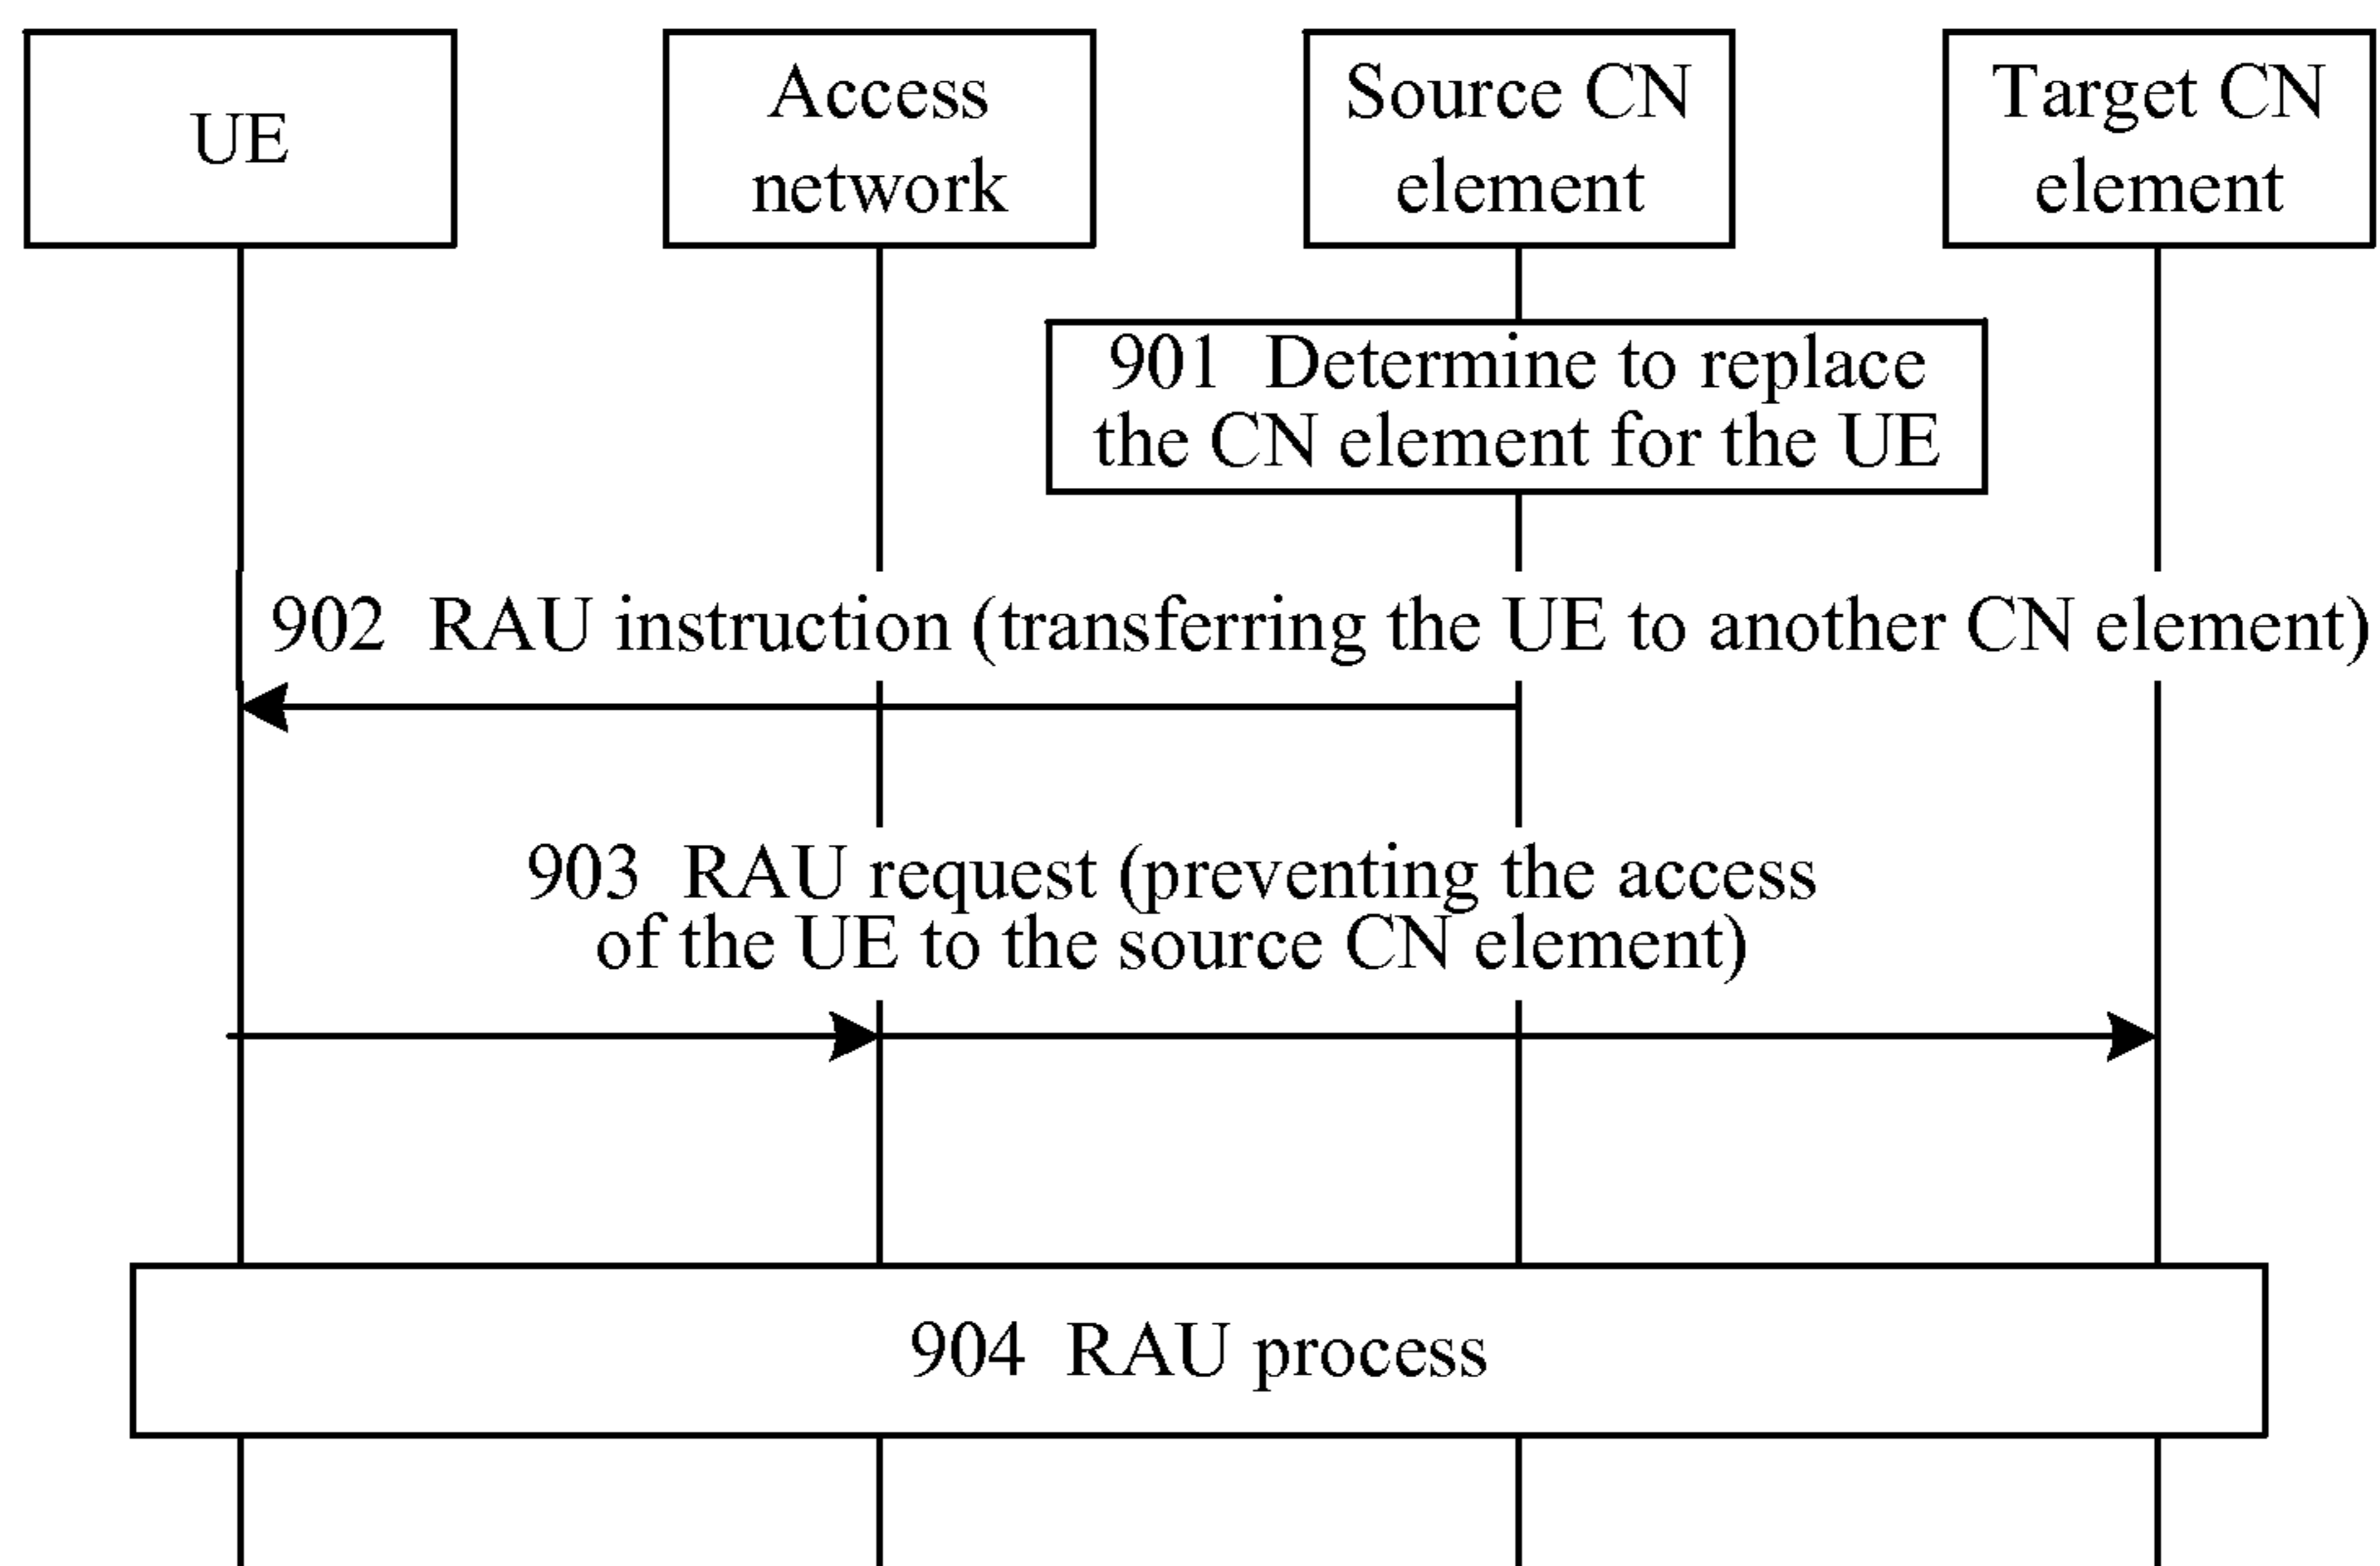 UE
Access
network
Source CN
element
Target CN
element
901 Determine to replace
the CN element for the UE
902 RAU instruction (transferring the UE to another CN element)
903 RAU request (preventing the access
of the UE to the source CN element)
904 RAU process